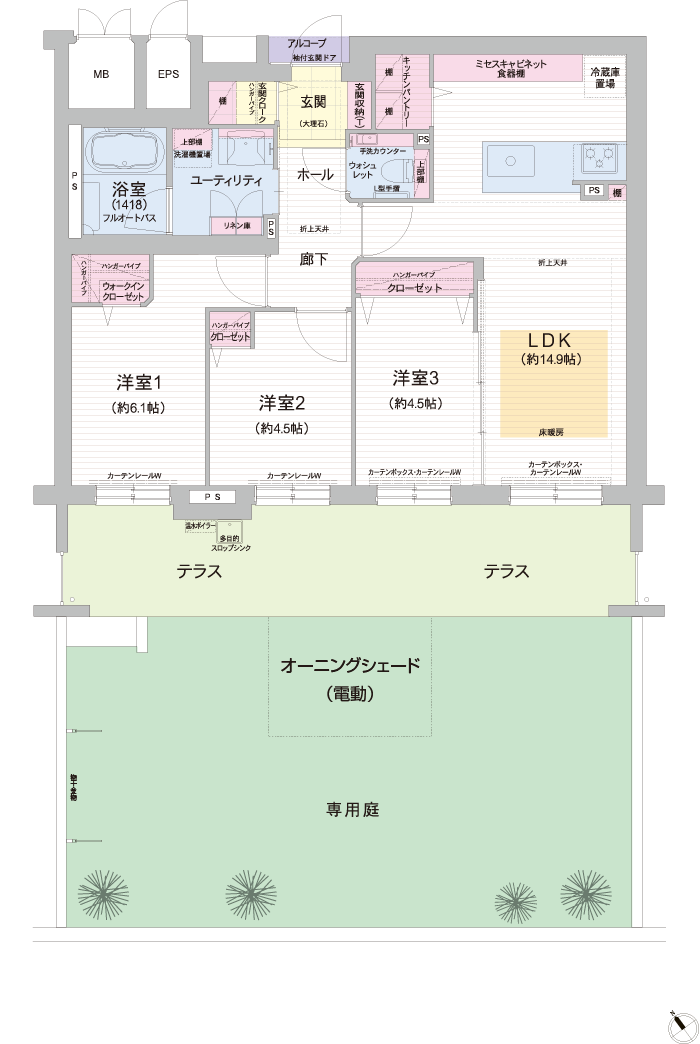 アルコーブ
袖付玄関ドア
MB
EPS
棚
ハンガーパイプ
玄関クローク
玄関
(大理石)
玄関収納(T)
棚
棚
キッチンパントリー
ミセスキャビネット
食器棚
冷蔵庫
置場
PS
浴室
(1418)
フルオートバス
上部棚
洗濯機置場
ユーティリティ
リネン庫
PS
ホール
手洗カウンター
ウォシュ
レット
上部棚
L型手摺
PS
PS
棚
折上天井
廊下
折上天井
ハンガーパイプ
ハンガーパイプ
ウォークイン
クローゼット
ハンガーパイプ
クローゼット
ハンガーパイプ
クローゼット
LDK
(約14.9帖)
床暖房
洋室1
(約6.1帖)
洋室2
(約4.5帖)
洋室3
(約4.5帖)
カーテンレールW
カーテンレールW
カーテンボックス・カーテンレールW
カーテンボックス・
カーテンレールW
PS
温水ボイラー
多目的
スロップシンク
テラス
テラス
オーニングシェード
(電動)
物干金物
専用庭
N